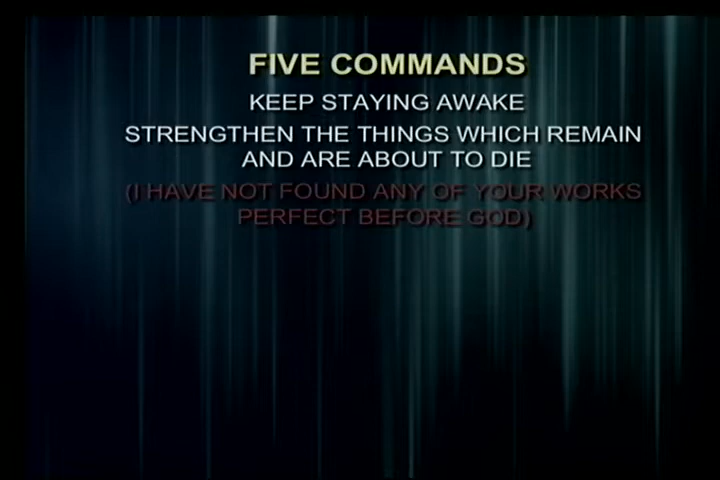 FIVE COMMANDS
KEEP STAYING AWAKE
STRENGTHEN THE THINGS WHICH REMAIN
AND ARE ABOUT TO DIE
(I HAVE NOT FOUND ANY OF YOUR WORKS
PERFECT BEFORE GOD)